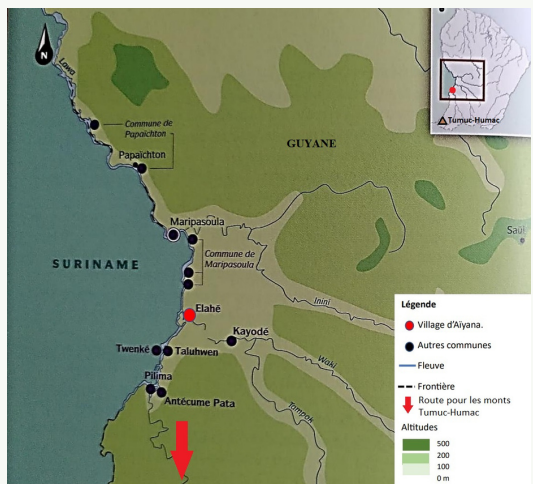 N
Lawa
Commune de
Papaïchton
Papaïchton
GUYANE
Tumuc-Humac
Maripasoula
Saül
Commune de
Maripasoula
SURINAME
Inini
Elahé
Kayodé
Twenké
Taluhwen
Waki
Pilima
Antécume Pata
Tampok
Légende
Village d'Aïyana.
Autres communes
Fleuve
Frontière
Route pour les monts
Tumuc-Humac
Altitudes
500
200
100
0 m